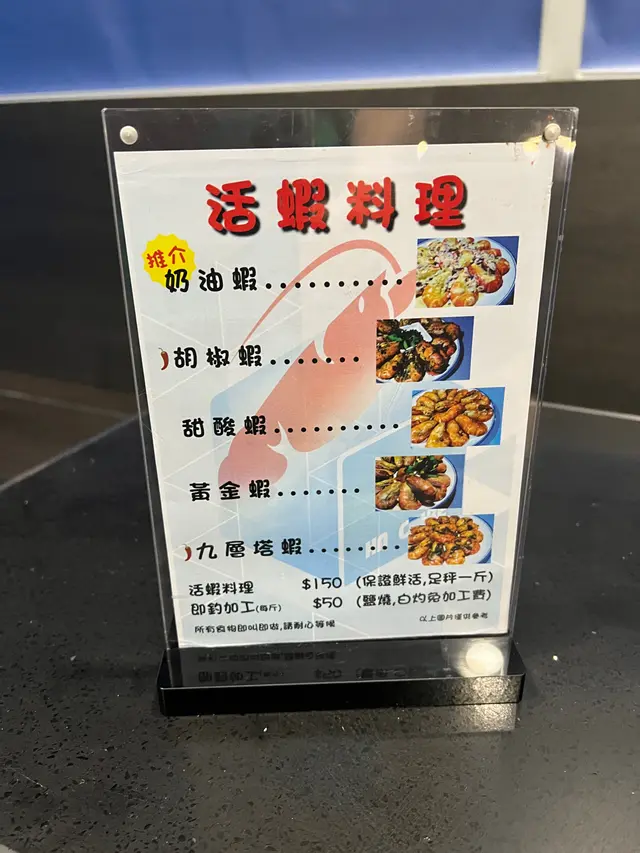 活蝦料理
推介
奶油蝦..........
胡椒蝦.......
甜酸蝦..........
黃金蝦.......
九層塔蝦........
活蝦料理 $150 (保證鮮活,足秤一斤)
即釣加工(每斤) $50 (鹽燒,白灼免加工費)
所有食物即叫即做,請耐心等候 以上圖片僅供參考